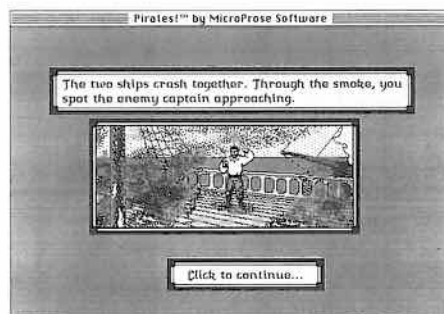 Pirates!™ by MicroProse Software
The two ships crash together. Through the smoke, you
spot the enemy captain approaching.
Click to continue...